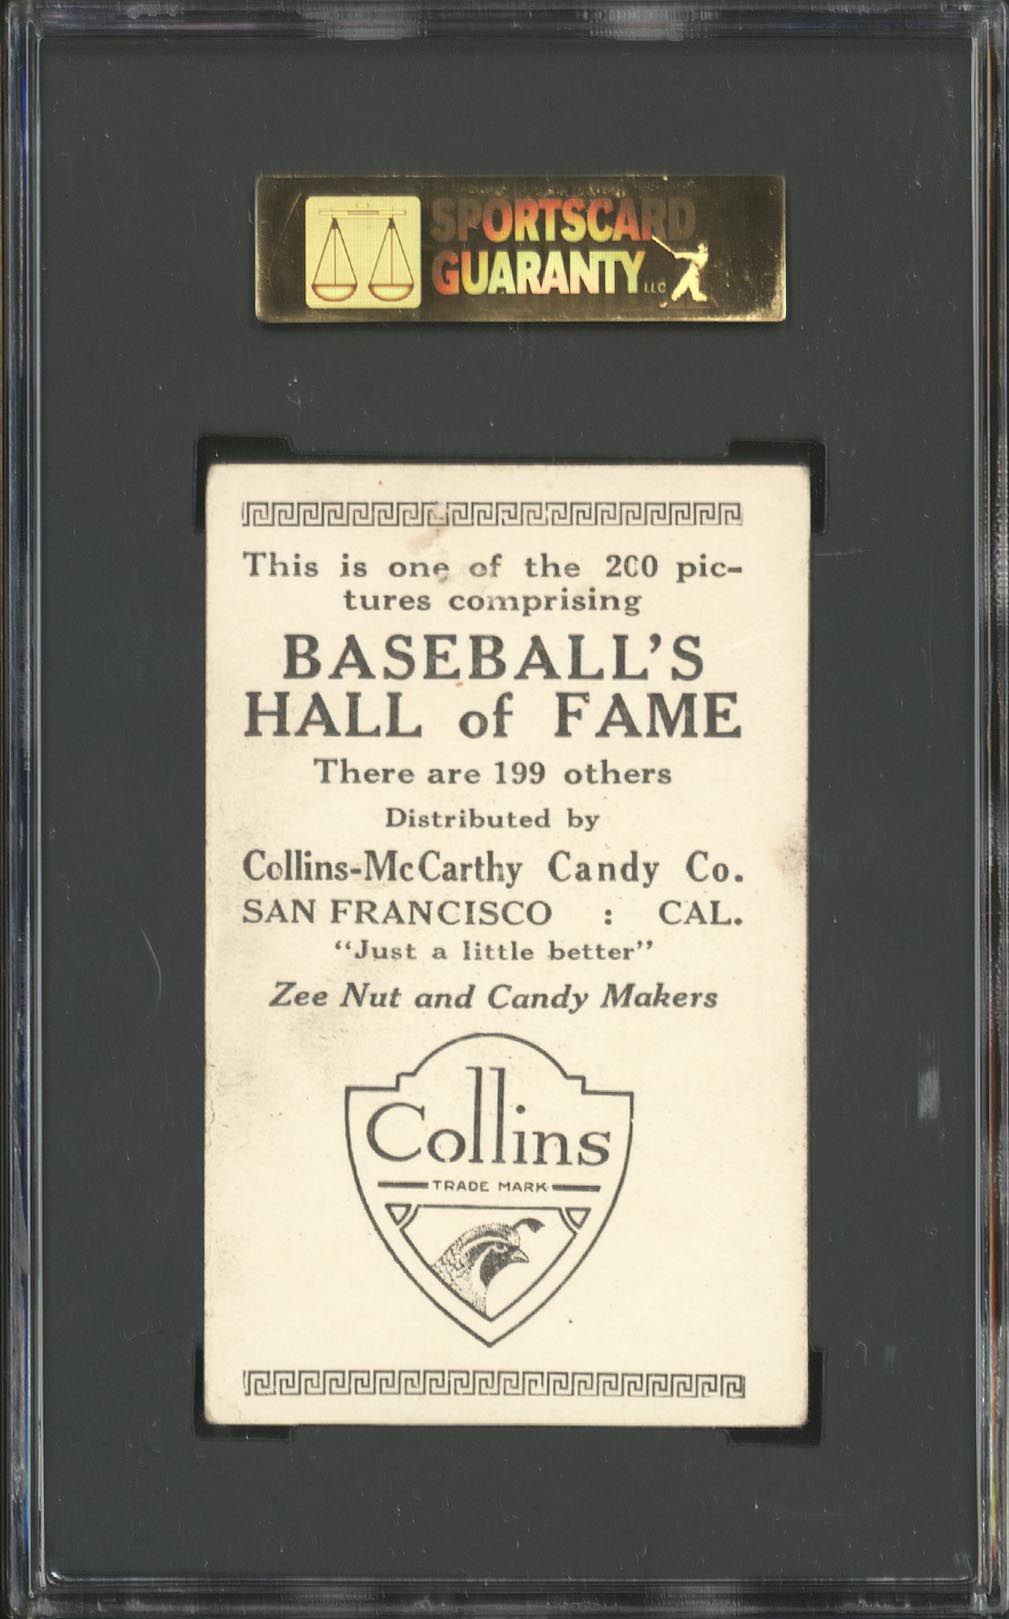 SPORTSCARD
GUARANTY LLC
This is one of the 200 pic-
tures comprising
BASEBALL'S
HALL of FAME
There are 199 others
Distributed by
Collins-McCarthy Candy Co.
SAN FRANCISCO : CAL.
“Just a little better”
Zee Nut and Candy Makers
Collins
TRADE MARK